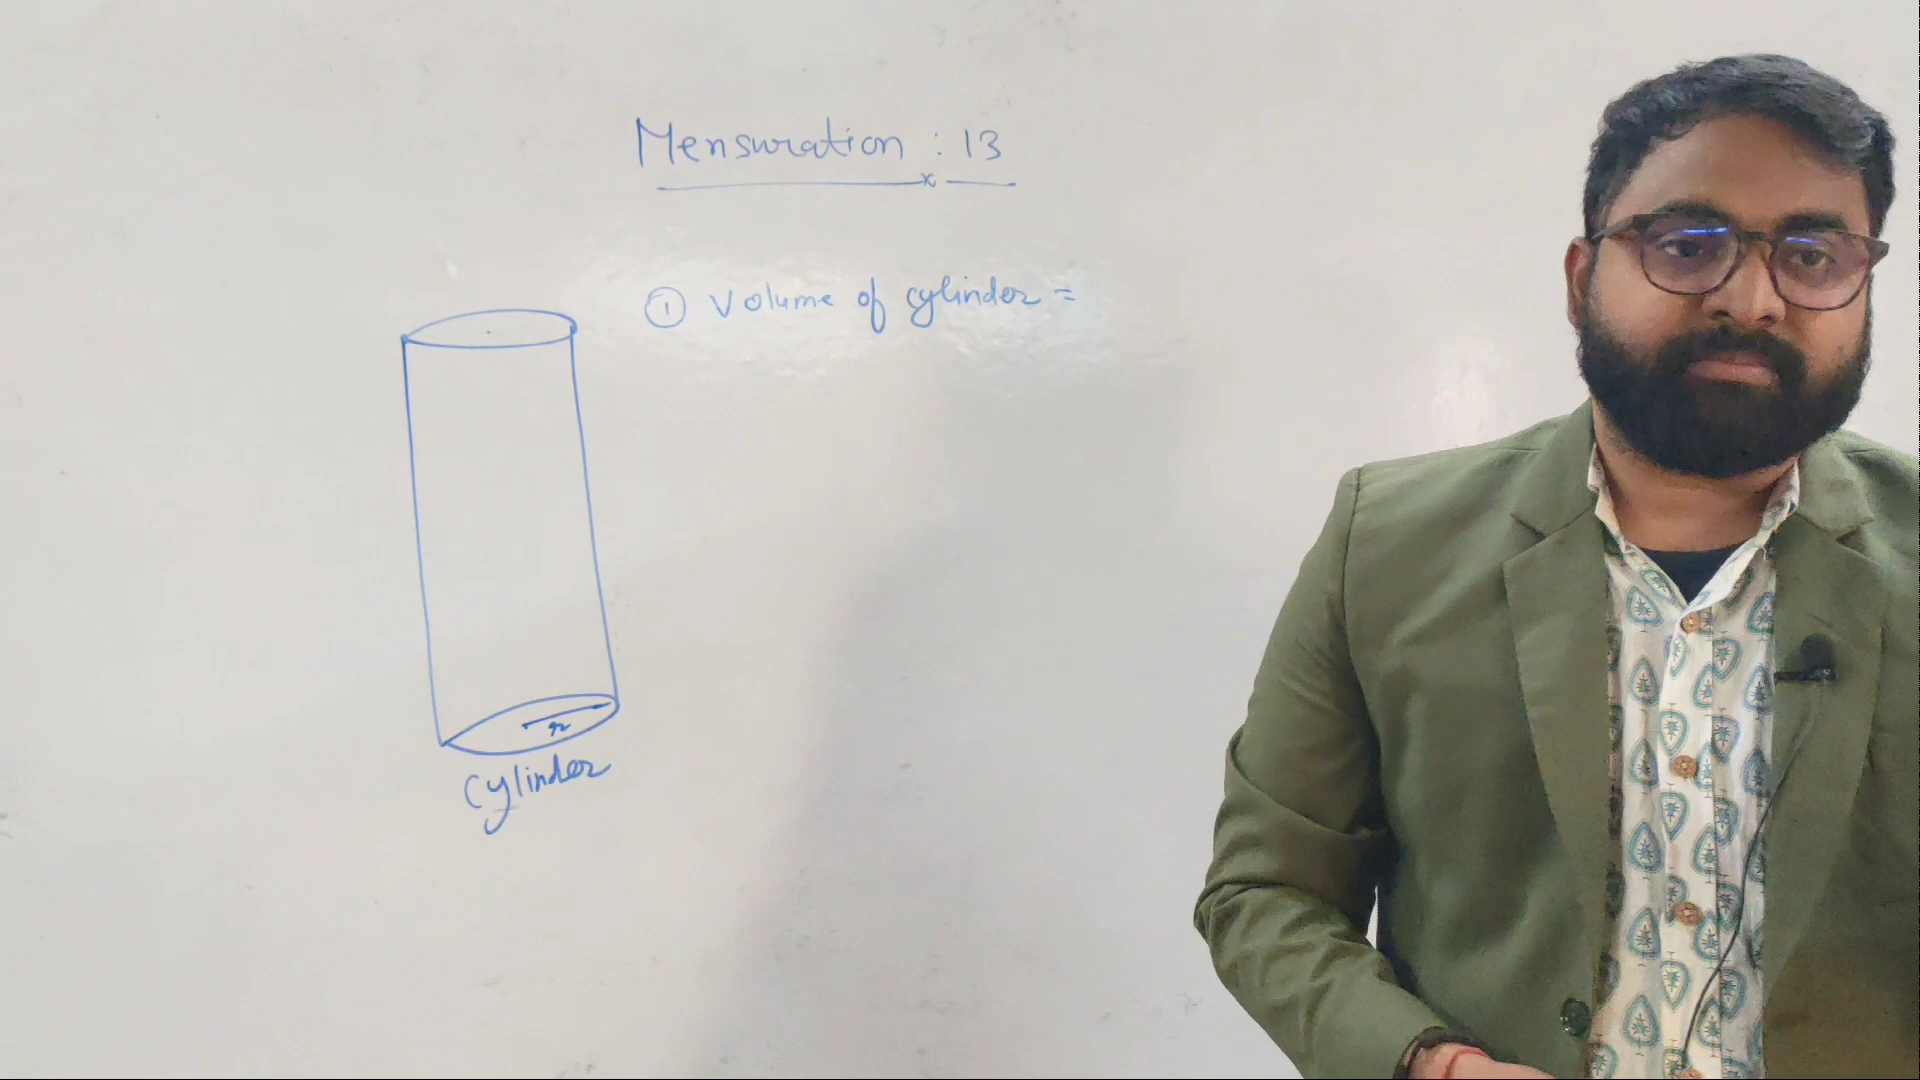 Mensuration : 13
① Volume of cylinder =
r
cylinder